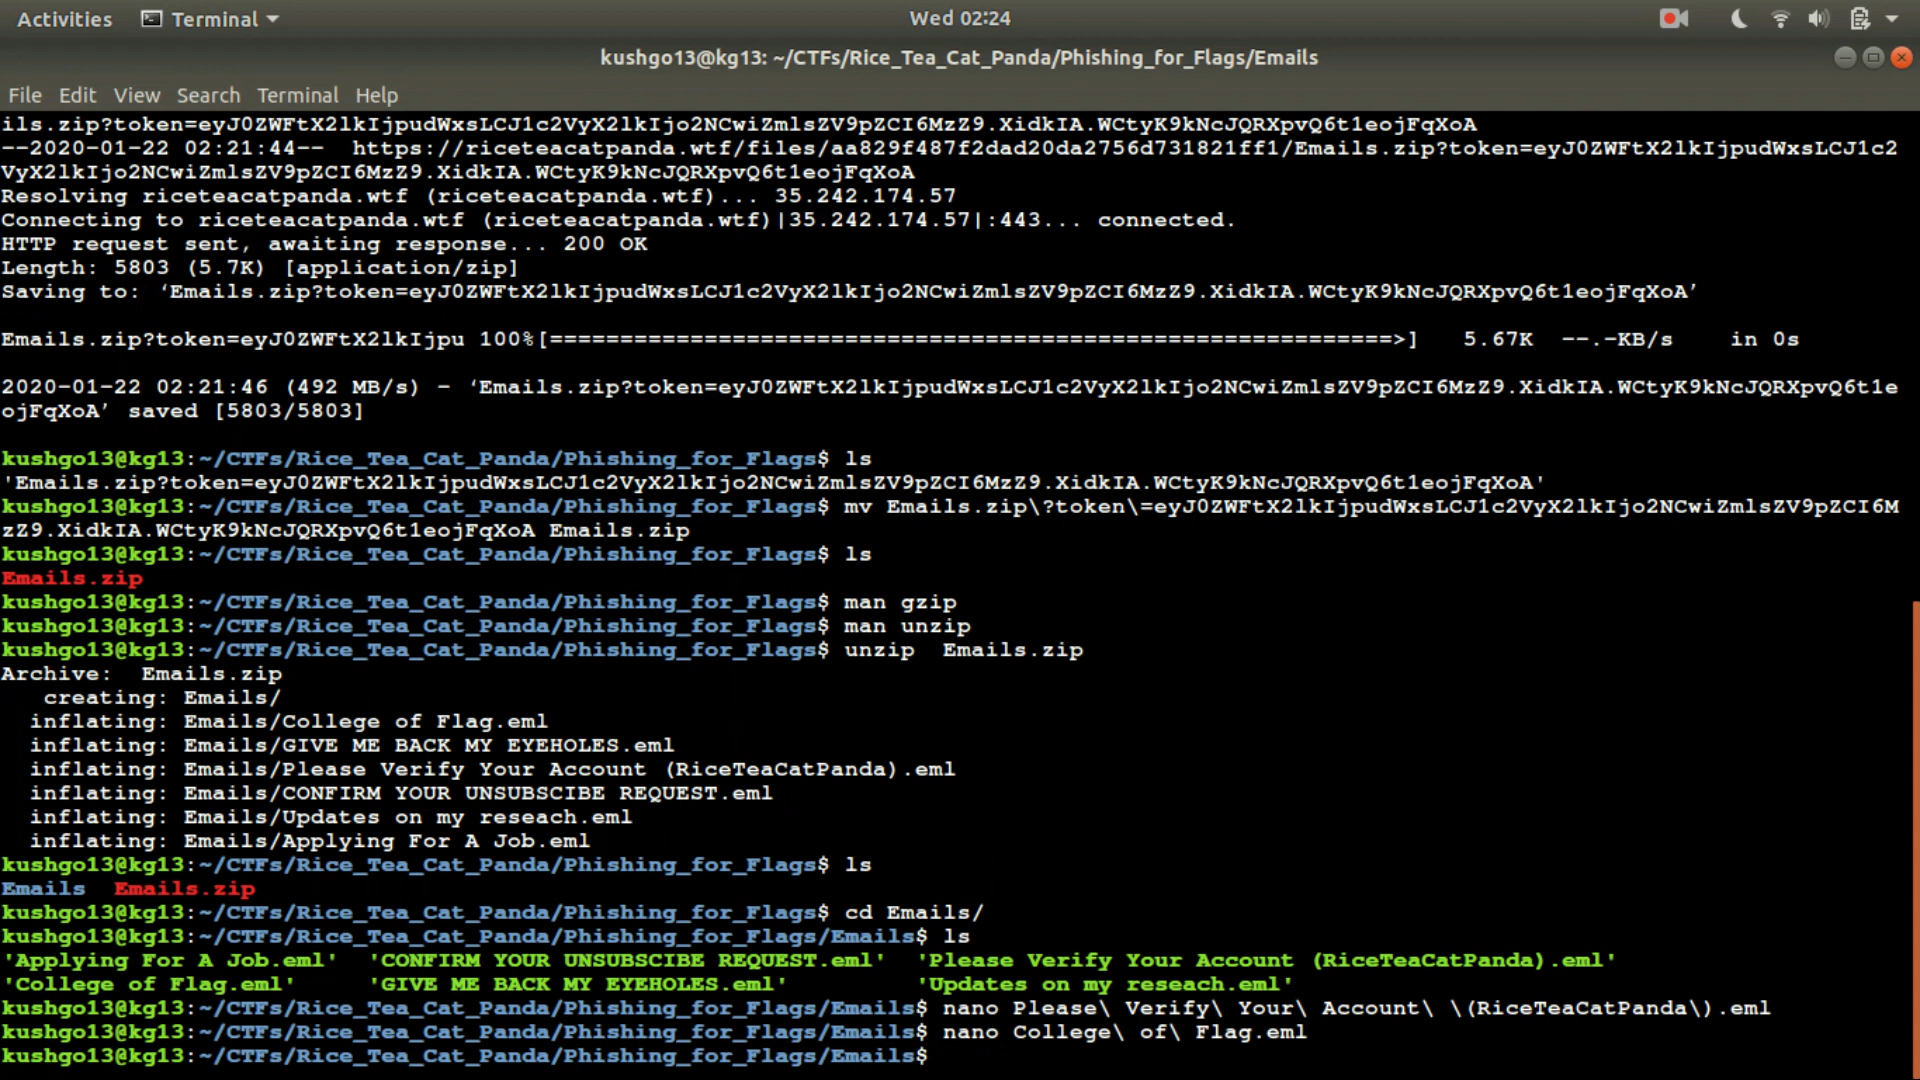 Activities Terminal Wed 02:24
kushgo13@kg13: ~/CTFs/Rice_Tea_Cat_Panda/Phishing_for_Flags/Emails
File Edit View Search Terminal Help
ils.zip?token=eyJ0ZWFtX2lkIjpudWxsLCJ1c2VyX2lkIjo2NCwiZmlsZV9pZCI6MzZ9.XidkIA.WCtyK9kNcJQRXpvQ6t1eojFqXoA
--2020-01-22 02:21:44-- https://riceteacatpanda.wtf/files/aa829f487f2dad20da2756d731821ff1/Emails.zip?token=eyJ0ZWFtX2lkIjpudWxsLCJ1c2
VyX2lkIjo2NCwiZmlsZV9pZCI6MzZ9.XidkIA.WCtyK9kNcJQRXpvQ6t1eojFqXoA
Resolving riceteacatpanda.wtf (riceteacatpanda.wtf)... 35.242.174.57
Connecting to riceteacatpanda.wtf (riceteacatpanda.wtf)|35.242.174.57|:443... connected.
HTTP request sent, awaiting response... 200 OK
Length: 5803 (5.7K) [application/zip]
Saving to: ‘Emails.zip?token=eyJ0ZWFtX2lkIjpudWxsLCJ1c2VyX2lkIjo2NCwiZmlsZV9pZCI6MzZ9.XidkIA.WCtyK9kNcJQRXpvQ6t1eojFqXoA’
Emails.zip?token=eyJ0ZWFtX2lkIjpu 100%[============================================================>] 5.67K --.-KB/s in 0s
2020-01-22 02:21:46 (492 MB/s) - ‘Emails.zip?token=eyJ0ZWFtX2lkIjpudWxsLCJ1c2VyX2lkIjo2NCwiZmlsZV9pZCI6MzZ9.XidkIA.WCtyK9kNcJQRXpvQ6t1e
ojFqXoA’ saved [5803/5803]
kushgo13@kg13:~/CTFs/Rice_Tea_Cat_Panda/Phishing_for_Flags$ ls
'Emails.zip?token=eyJ0ZWFtX2lkIjpudWxsLCJ1c2VyX2lkIjo2NCwiZmlsZV9pZCI6MzZ9.XidkIA.WCtyK9kNcJQRXpvQ6t1eojFqXoA'
kushgo13@kg13:~/CTFs/Rice_Tea_Cat_Panda/Phishing_for_Flags$ mv Emails.zip\?token\=eyJ0ZWFtX2lkIjpudWxsLCJ1c2VyX2lkIjo2NCwiZmlsZV9pZCI6M
zZ9.XidkIA.WCtyK9kNcJQRXpvQ6t1eojFqXoA Emails.zip
kushgo13@kg13:~/CTFs/Rice_Tea_Cat_Panda/Phishing_for_Flags$ ls
Emails.zip
kushgo13@kg13:~/CTFs/Rice_Tea_Cat_Panda/Phishing_for_Flags$ man gzip
kushgo13@kg13:~/CTFs/Rice_Tea_Cat_Panda/Phishing_for_Flags$ man unzip
kushgo13@kg13:~/CTFs/Rice_Tea_Cat_Panda/Phishing_for_Flags$ unzip  Emails.zip
Archive:  Emails.zip
creating: Emails/
inflating: Emails/College of Flag.eml
inflating: Emails/GIVE ME BACK MY EYEHOLES.eml
inflating: Emails/Please Verify Your Account (RiceTeaCatPanda).eml
inflating: Emails/CONFIRM YOUR UNSUBSCIBE REQUEST.eml
inflating: Emails/Updates on my reseach.eml
inflating: Emails/Applying For A Job.eml
kushgo13@kg13:~/CTFs/Rice_Tea_Cat_Panda/Phishing_for_Flags$ ls
Emails  Emails.zip
kushgo13@kg13:~/CTFs/Rice_Tea_Cat_Panda/Phishing_for_Flags$ cd Emails/
kushgo13@kg13:~/CTFs/Rice_Tea_Cat_Panda/Phishing_for_Flags/Emails$ ls
'Applying For A Job.eml'  'CONFIRM YOUR UNSUBSCIBE REQUEST.eml'  'Please Verify Your Account (RiceTeaCatPanda).eml'
'College of Flag.eml'  'GIVE ME BACK MY EYEHOLES.eml'  'Updates on my reseach.eml'
kushgo13@kg13:~/CTFs/Rice_Tea_Cat_Panda/Phishing_for_Flags/Emails$ nano Please\ Verify\ Your\ Account\ \(RiceTeaCatPanda\).eml
kushgo13@kg13:~/CTFs/Rice_Tea_Cat_Panda/Phishing_for_Flags/Emails$ nano College\ of\ Flag.eml
kushgo13@kg13:~/CTFs/Rice_Tea_Cat_Panda/Phishing_for_Flags/Emails$